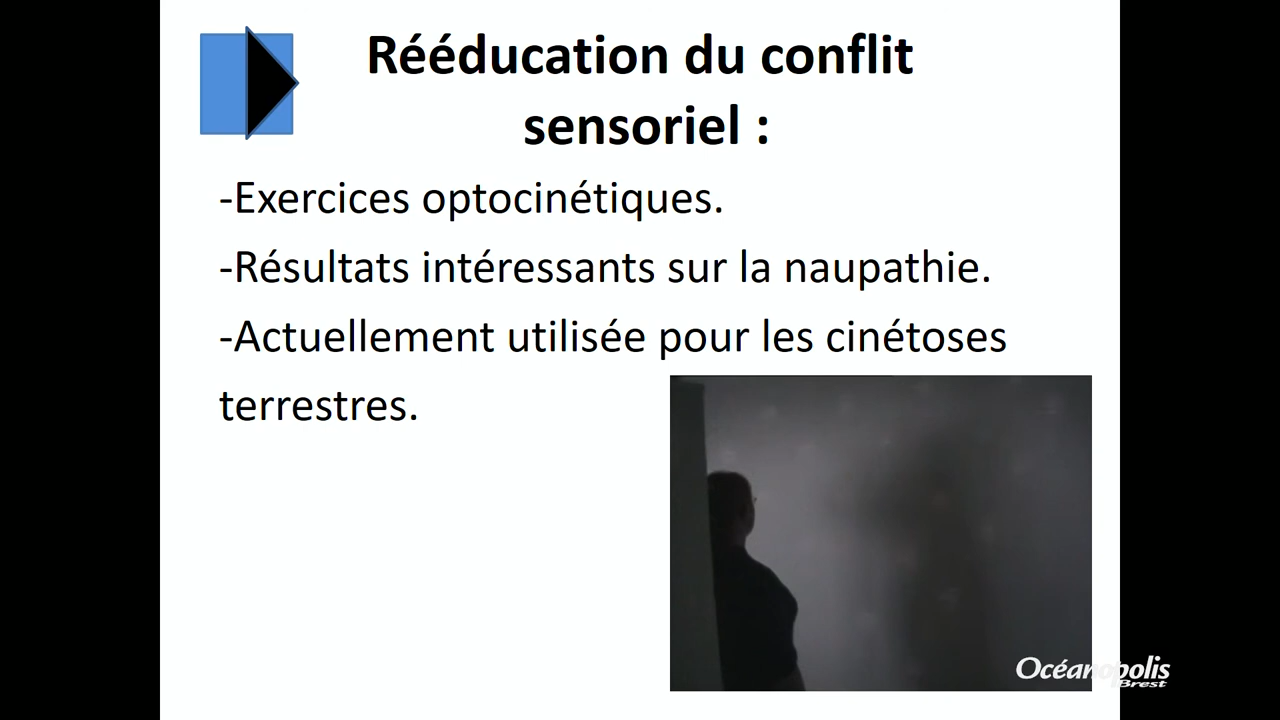 Rééducation du conflit
sensoriel :
-Exercices optocinétiques.
-Résultats intéressants sur la naupathie.
-Actuellement utilisée pour les cinétoses
terrestres.
Océanopolis
Brest